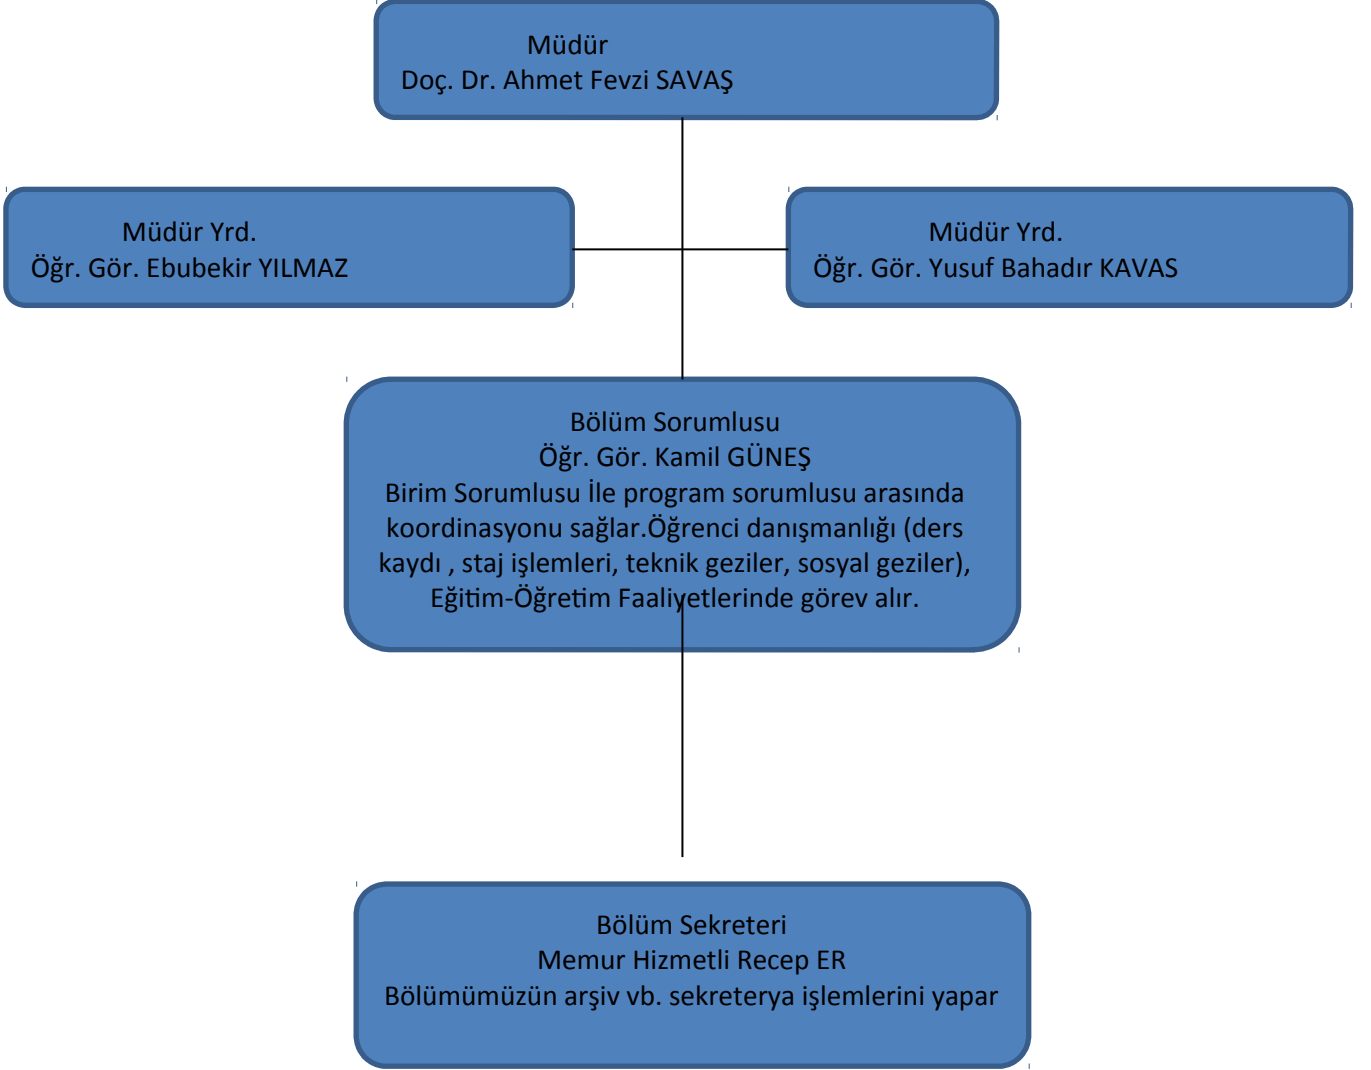 Müdür
Doç. Dr. Ahmet Fevzi SAVAŞ
Müdür Yrd.
Öğr. Gör. Ebubekir YILMAZ
Müdür Yrd.
Öğr. Gör. Yusuf Bahadır KAVAS
Bölüm Sorumlusu
Öğr. Gör. Kamil GÜNEŞ
Birim Sorumlusu İle program sorumlusu arasında
koordinasyonu sağlar.Öğrenci danışmanlığı (ders
kaydı , staj işlemleri, teknik geziler, sosyal geziler),
Eğitim-Öğretim Faaliyetlerinde görev alır.
Bölüm Sekreteri
Memur Hizmetli Recep ER
Bölümümüzün arşiv vb. sekreterya işlemlerini yapar